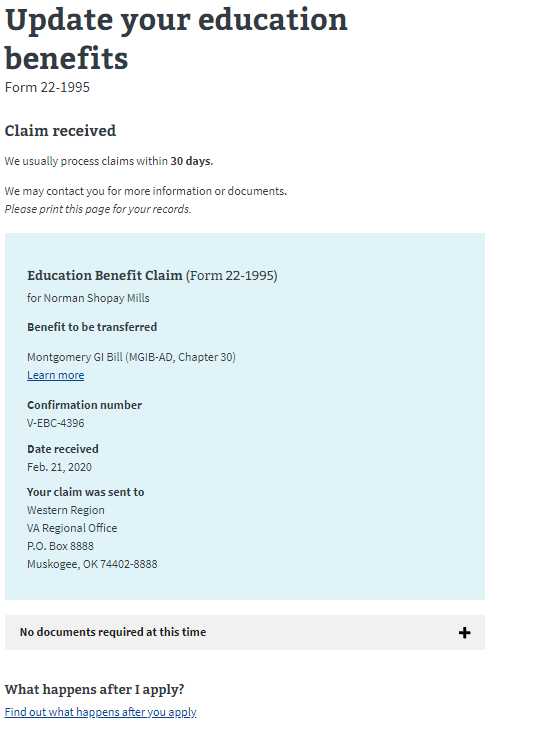 Update your education
benefits
Form 22-1995
Claim received
We usually process claims within 30 days.
We may contact you for more information or documents.
Please print this page for your records.
Education Benefit Claim (Form 22-1995)
for Norman Shopay Mills
Benefit to be transferred
Montgomery GI Bill (MGIB-AD, Chapter 30)
Learn more
Confirmation number
V-EBC-4396
Date received
Feb. 21, 2020
Your claim was sent to
Western Region
VA Regional Office
P.O. Box 8888
Muskogee, OK 74402-8888
No documents required at this time
What happens after I apply?
Find out what happens after you apply